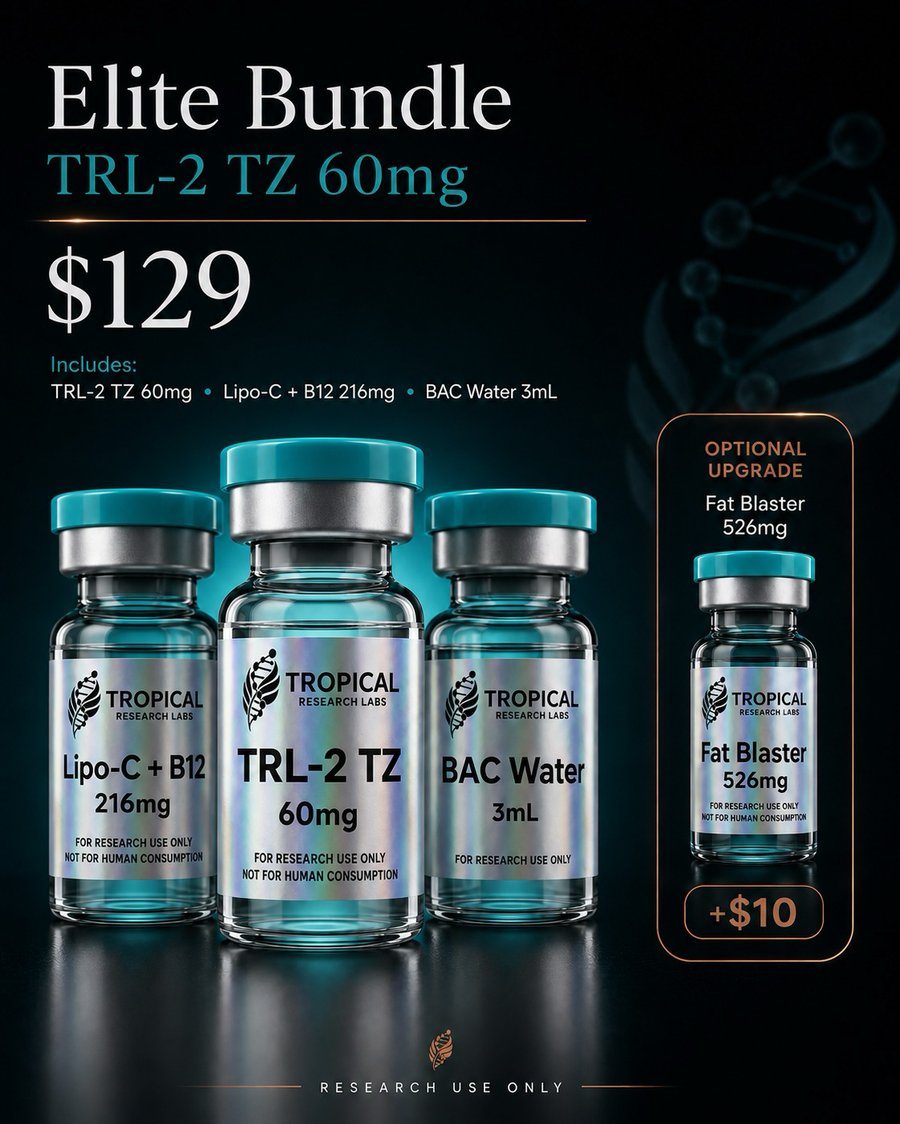 Elite Bundle
TRL-2 TZ 60mg
$129
Includes:
TRL-2 TZ 60mg • Lipo-C + B12 216mg • BAC Water 3mL
OPTIONAL
UPGRADE
Fat Blaster
526mg
TROPICAL
RESEARCH LABS
Lipo-C + B12
216mg
FOR RESEARCH USE ONLY
NOT FOR HUMAN CONSUMPTION
TROPICAL
RESEARCH LABS
TRL-2 TZ
60mg
FOR RESEARCH USE ONLY
NOT FOR HUMAN CONSUMPTION
TROPICAL
RESEARCH LABS
BAC Water
3mL
FOR RESEARCH USE ONLY
TROPICAL
RESEARCH LABS
Fat Blaster
526mg
FOR RESEARCH USE ONLY
NOT FOR HUMAN CONSUMPTION
+$10
RESEARCH USE ONLY